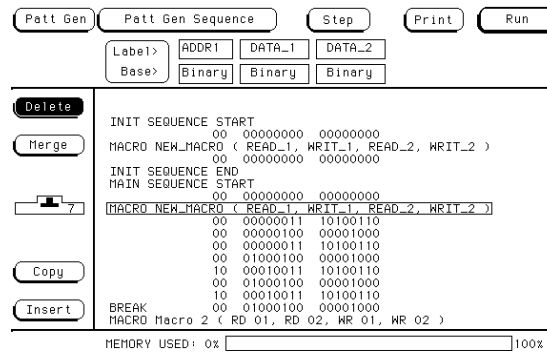 Patt Gen Patt Gen Sequence Step Print Run
Label> ADDR1 DATA_1 DATA_2
Base> Binary Binary Binary
Delete
INIT SEQUENCE START
00 00000000 00000000
Merge
MACRO NEW_MACRO ( READ_1, WRIT_1, READ_2, WRIT_2 )
00 00000000 00000000
INIT SEQUENCE END
MAIN SEQUENCE START
00 00000000 00000000
7
MACRO NEW_MACRO ( READ_1, WRIT_1, READ_2, WRIT_2 )
00 00000011 10100110
00 00000100 00001000
00 00000011 10100110
00 01000100 00001000
Copy
10 00010011 10100110
00 00000100 00001000
10 00010011 10100110
Insert
BREAK 00 01000100 00001000
MACRO Macro 2 ( RD 01, RD 02, WR 01, WR 02 )
MEMORY USED: 0% 100%